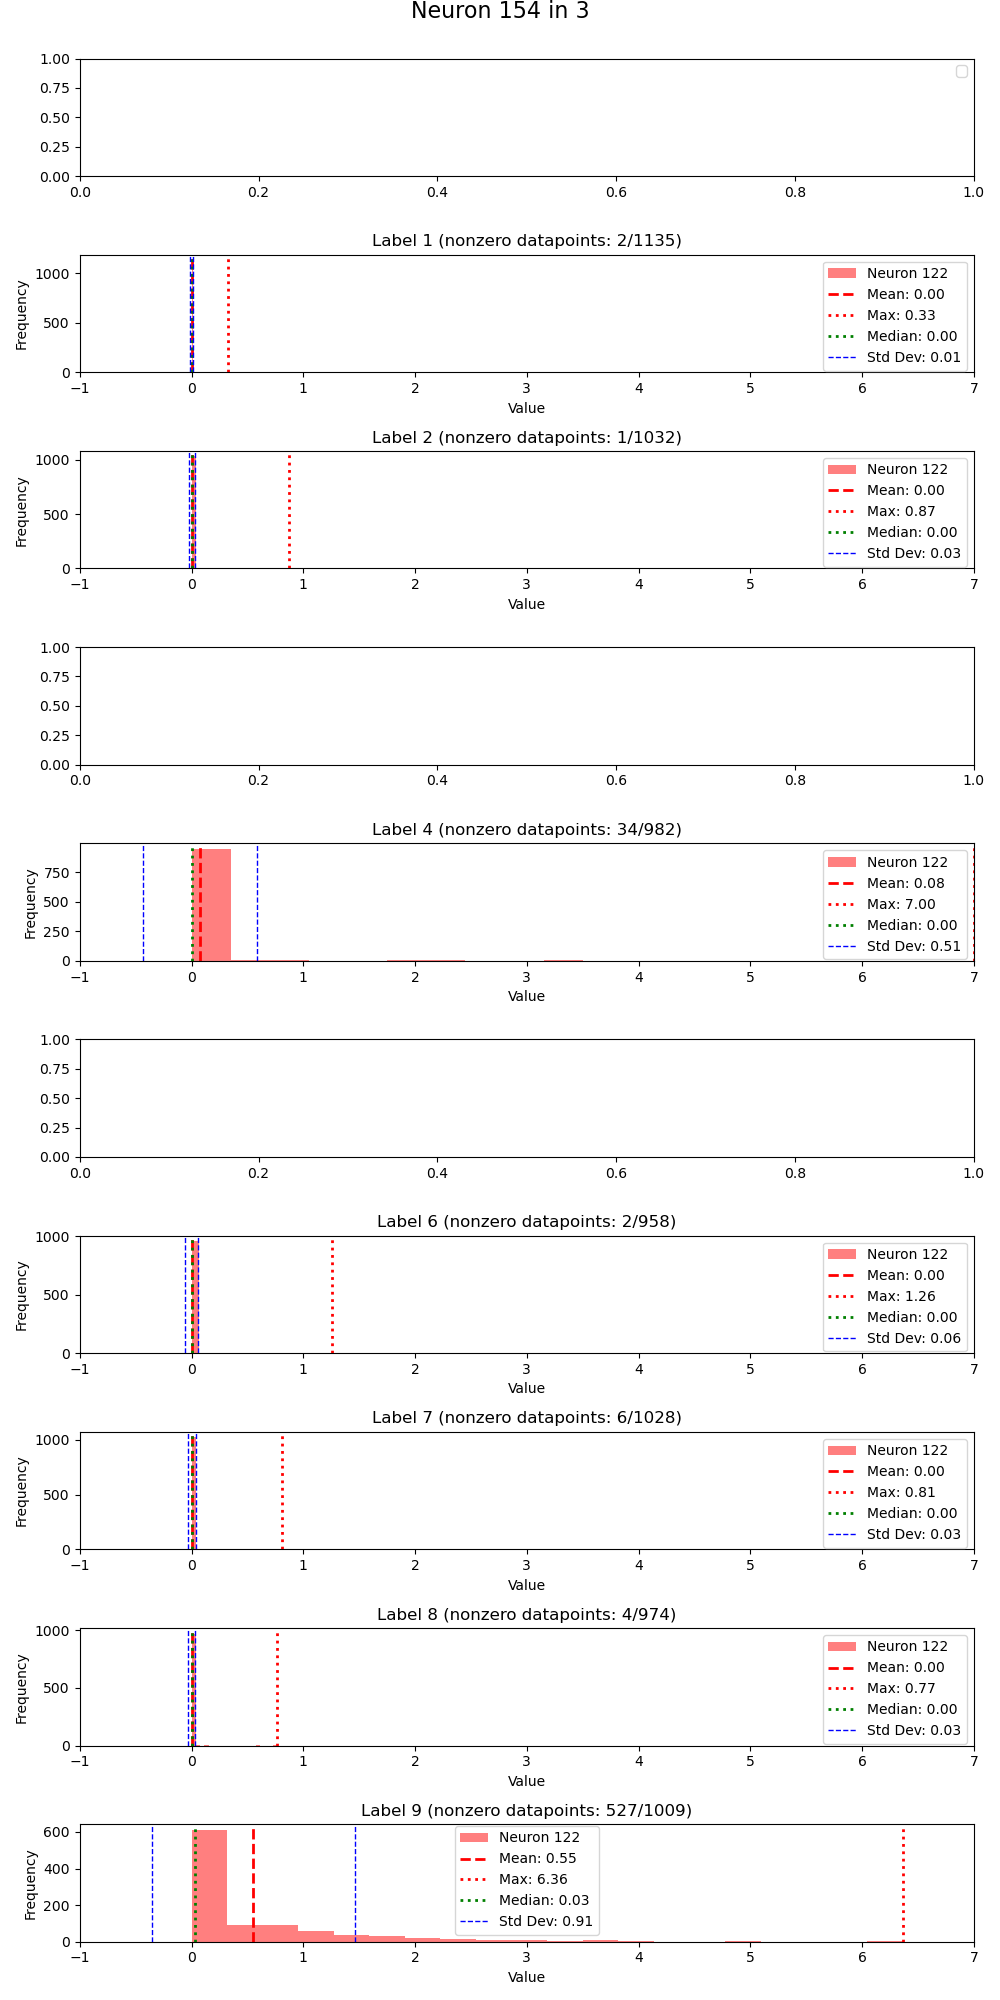 Neuron 154 in 3
1.00
0.75
0.50
0.25
0.00
0.0 0.2 0.4 0.6 0.8 1.0
Label 1 (nonzero datapoints: 2/1135)
Frequency
1000
500
0
Neuron 122
Mean: 0.00
Max: 0.33
Median: 0.00
Std Dev: 0.01
−1 0 1 2 3 4 5 6 7
Value
Label 2 (nonzero datapoints: 1/1032)
Frequency
1000
500
0
Neuron 122
Mean: 0.00
Max: 0.87
Median: 0.00
Std Dev: 0.03
−1 0 1 2 3 4 5 6 7
Value
1.00
0.75
0.50
0.25
0.00
0.0 0.2 0.4 0.6 0.8 1.0
Label 4 (nonzero datapoints: 34/982)
Frequency
750
500
250
0
Neuron 122
Mean: 0.08
Max: 7.00
Median: 0.00
Std Dev: 0.51
−1 0 1 2 3 4 5 6 7
Value
1.00
0.75
0.50
0.25
0.00
0.0 0.2 0.4 0.6 0.8 1.0
Label 6 (nonzero datapoints: 2/958)
Frequency
1000
500
0
Neuron 122
Mean: 0.00
Max: 1.26
Median: 0.00
Std Dev: 0.06
−1 0 1 2 3 4 5 6 7
Value
Label 7 (nonzero datapoints: 6/1028)
Frequency
1000
500
0
Neuron 122
Mean: 0.00
Max: 0.81
Median: 0.00
Std Dev: 0.03
−1 0 1 2 3 4 5 6 7
Value
Label 8 (nonzero datapoints: 4/974)
Frequency
1000
500
0
Neuron 122
Mean: 0.00
Max: 0.77
Median: 0.00
Std Dev: 0.03
−1 0 1 2 3 4 5 6 7
Value
Label 9 (nonzero datapoints: 527/1009)
Frequency
600
400
200
0
Neuron 122
Mean: 0.55
Max: 6.36
Median: 0.03
Std Dev: 0.91
−1 0 1 2 3 4 5 6 7
Value